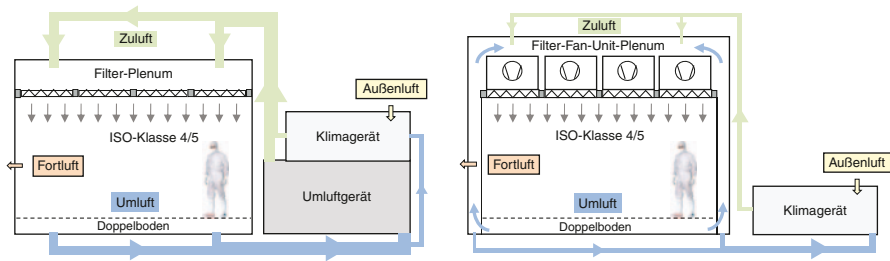 Zuluft
Filter-Plenum
Außenluft
ISO-Klasse 4/5
Klimagerät
Fortluft
Umluft
Umluftgerät
Doppelboden
Zuluft
Filter-Fan-Unit-Plenum
ISO-Klasse 4/5
Fortluft
Außenluft
Umluft
Klimagerät
Doppelboden